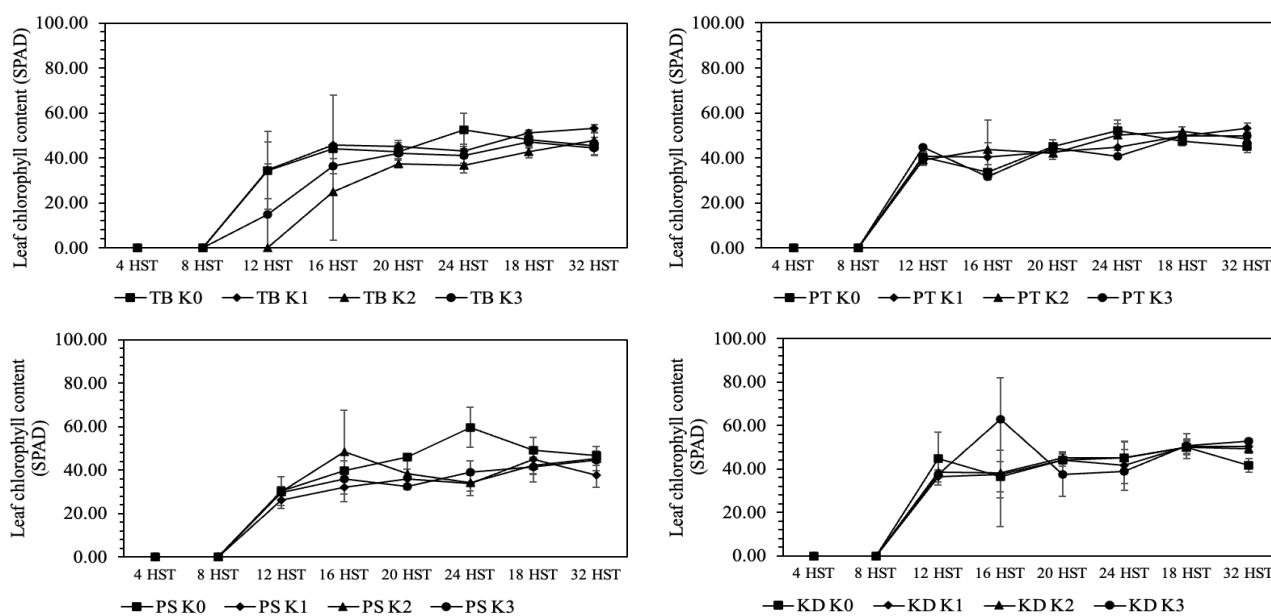 Leaf chlorophyll content (SPAD)
100.00
80.00
60.00
40.00
20.00
0.00
4 HST 8 HST 12 HST 16 HST 20 HST 24 HST 18 HST 32 HST
TB K0 TB K1 TB K2 TB K3
Leaf chlorophyll content (SPAD)
100.00
80.00
60.00
40.00
20.00
0.00
4 HST 8 HST 12 HST 16 HST 20 HST 24 HST 18 HST 32 HST
PT K0 PT K1 PT K2 PT K3
Leaf chlorophyll content
(SPAD)
100.00
80.00
60.00
40.00
20.00
0.00
4 HST 8 HST 12 HST 16 HST 20 HST 24 HST 18 HST 32 HST
PS K0 PS K1 PS K2 PS K3
Leaf chlorophyll content
(SPAD)
100.00
80.00
60.00
40.00
20.00
0.00
4 HST 8 HST 12 HST 16 HST 20 HST 24 HST 18 HST 32 HST
KD K0 KD K1 KD K2 KD K3